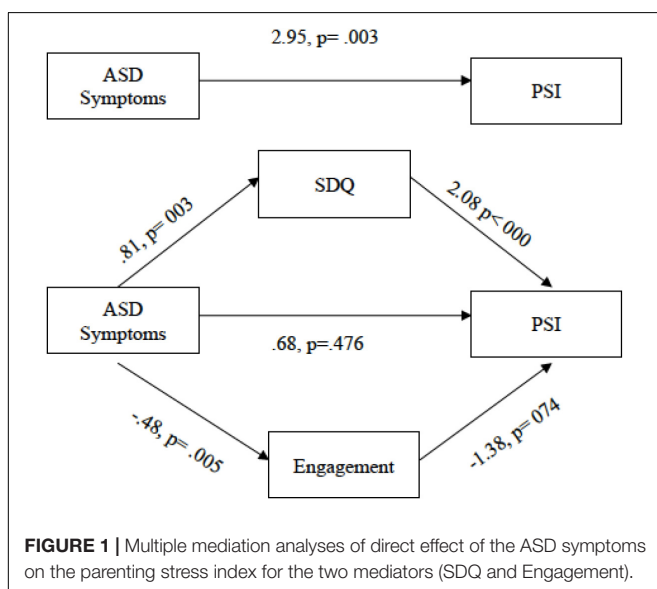 2.95, p= .003
ASD
Symptoms
PSI
SDQ
.81, p= 003
2.08 p< 000
ASD
Symptoms
PSI
.68, p=.476
-.48, p= .005
Engagement
-1.38, p= 074
FIGURE 1 | Multiple mediation analyses of direct effect of the ASD symptoms
on the parenting stress index for the two mediators (SDQ and Engagement).